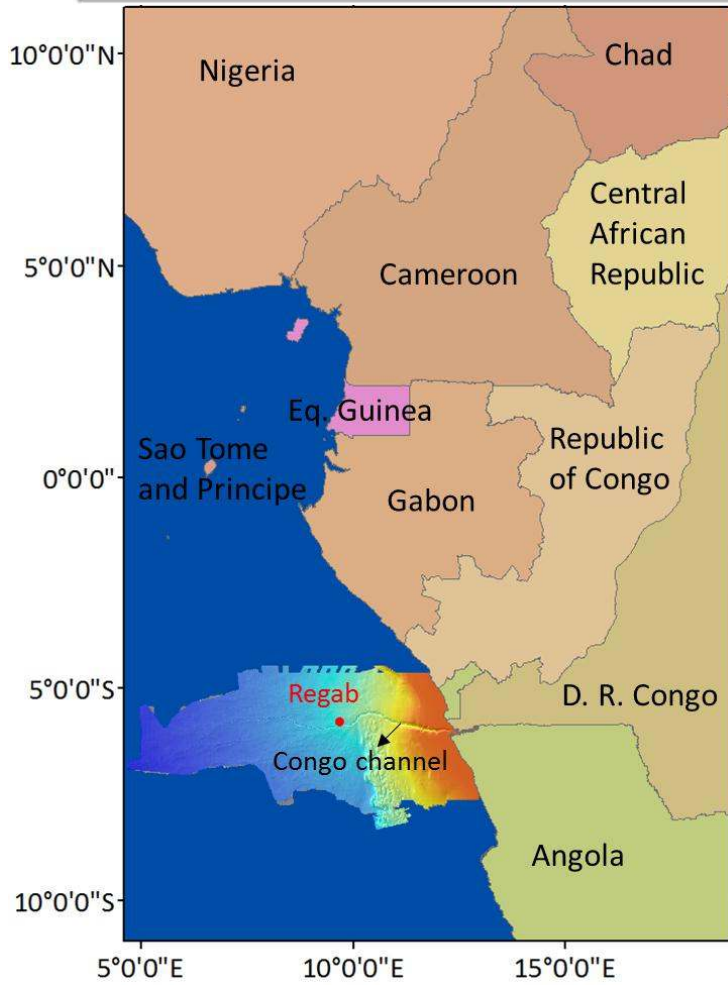 10°0'0"N
Nigeria
Chad
Central
African
Republic
5°0'0"N
Cameroon
Eq. Guinea
Sao Tome
and Principe
Republic
of Congo
0°0'0"
Gabon
5°0'0"S
Regab
D. R. Congo
Congo channel
Angola
10°0'0"S
5°0'0"E
10°0'0"E
15°0'0"E